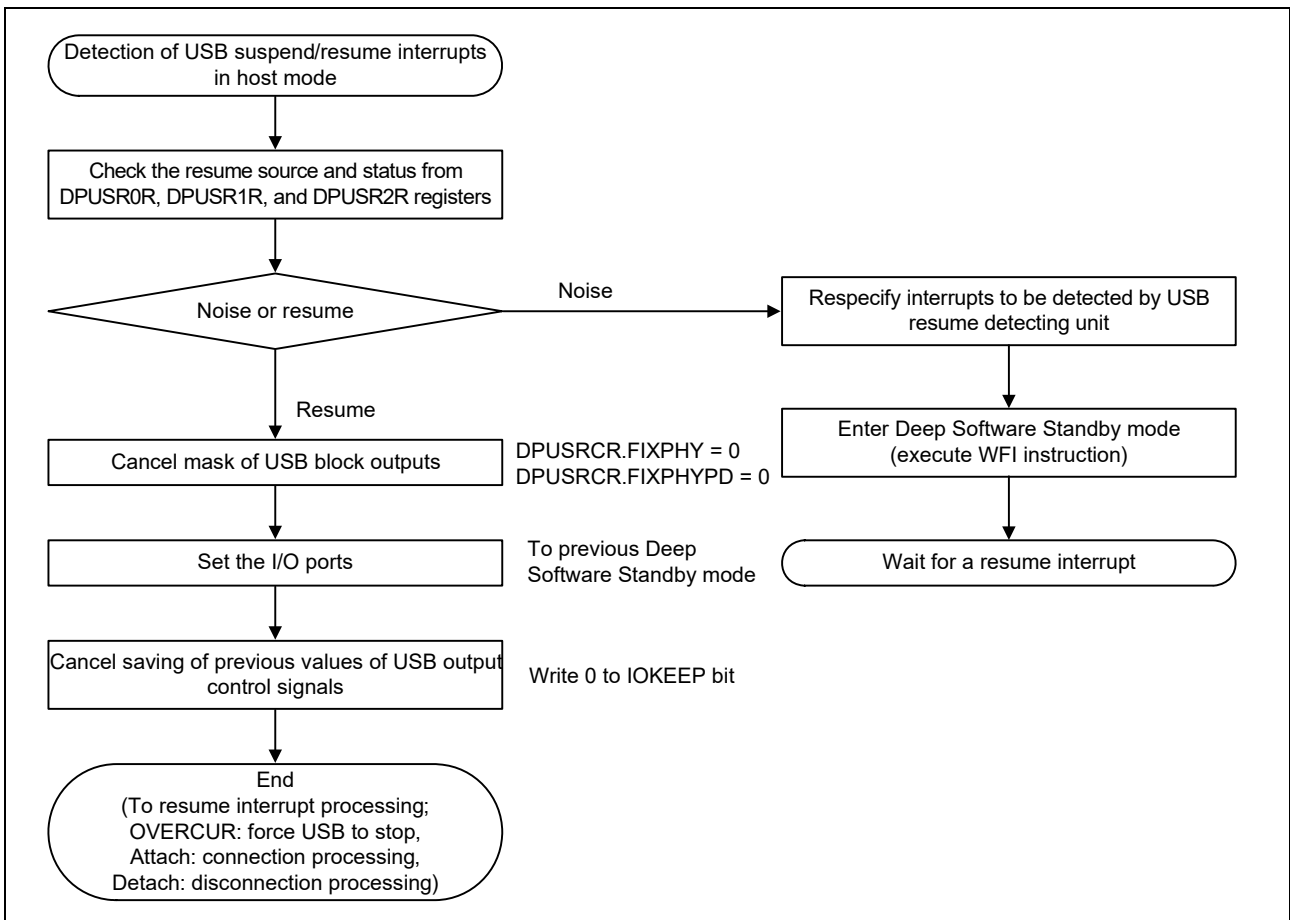 Detection of USB suspend/resume interrupts
in host mode
Check the resume source and status from
DPUSR0R, DPUSR1R, and DPUSR2R registers
Noise or resume
Noise
Respecify interrupts to be detected by USB
resume detecting unit
Resume
Enter Deep Software Standby mode
(execute WFI instruction)
Wait for a resume interrupt
Cancel mask of USB block outputs
DPUSRCR.FIXPHY = 0
DPUSRCR.FIXPHYPD = 0
Set the I/O ports
To previous Deep
Software Standby mode
Cancel saving of previous values of USB output
control signals
Write 0 to IOKEEP bit
End
(To resume interrupt processing;
OVERCUR: force USB to stop,
Attach: connection processing,
Detach: disconnection processing)